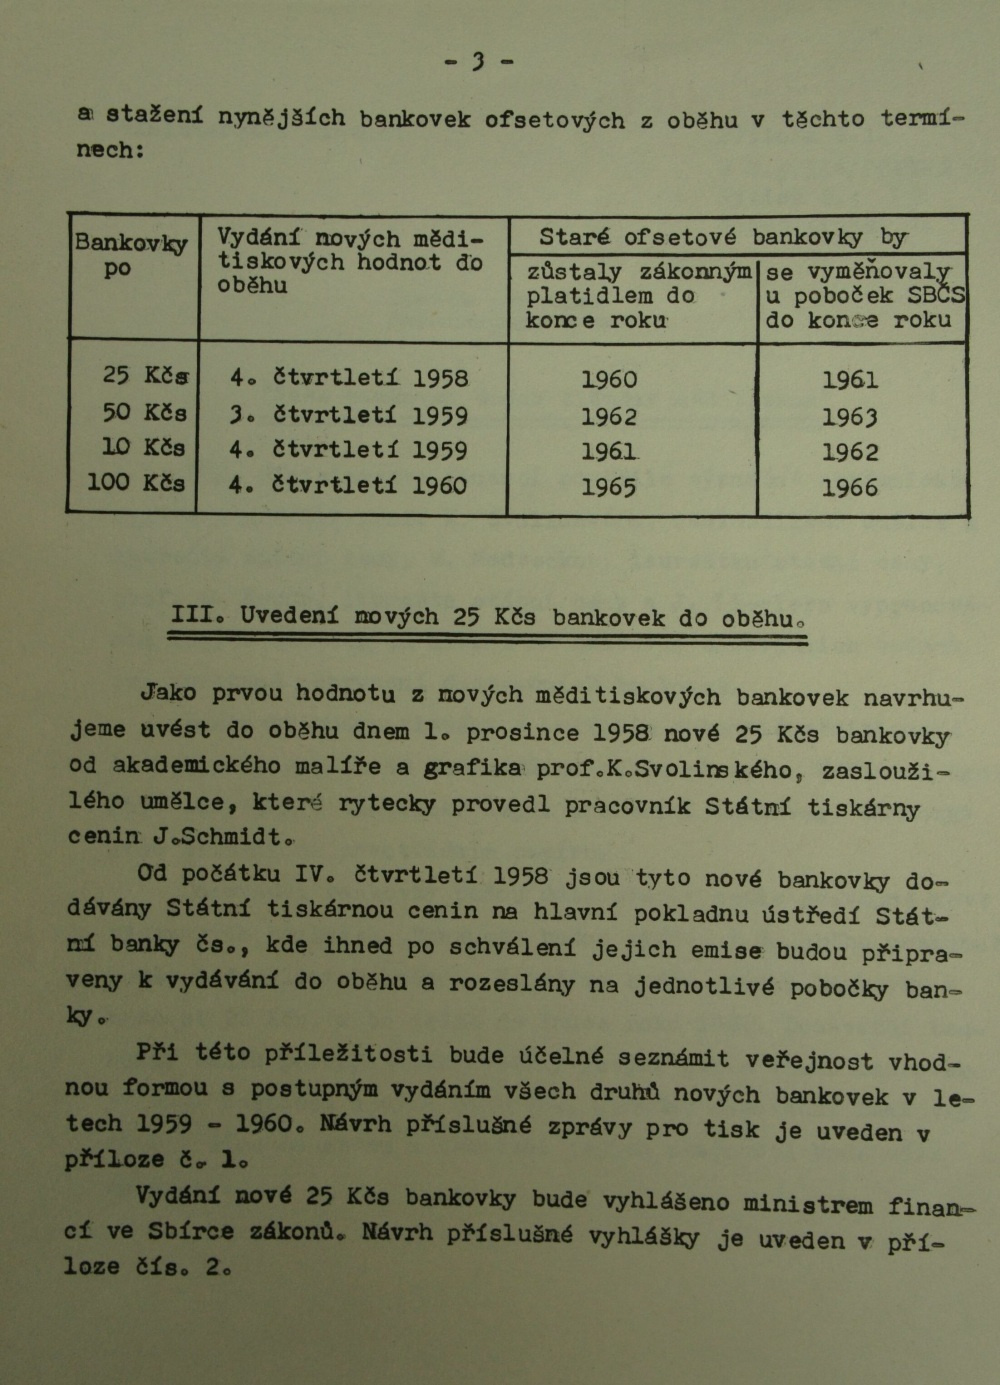 - 3 -
a stažení nynějších bankovek ofsetových z oběhu v těchto termí-
nech:
Bankovky
po
Vydání nových mědi-
tiskových hodnot do
oběhu
Staré ofsetové bankovky by
zůstaly zákonným
platidlem do
konce roku
se vyměňovaly
u poboček SBČS
do konce roku
25 Kčs 4. čtvrtletí 1958 1960 1961
50 Kčs 3. čtvrtletí 1959 1962 1963
10 Kčs 4. čtvrtletí 1959 1961 1962
100 Kčs 4. čtvrtletí 1960 1965 1966
III. Uvedení nových 25 Kčs bankovek do oběhu.
Jako prvou hodnotu z nových měditiskových bankovek navrhu-
jeme uvést do oběhu dnem 1. prosince 1958 nové 25 Kčs bankovky
od akademického malíře a grafika prof.K.Svolinského, zaslouži-
lého umělce, které rytecky provedl pracovník Státní tiskárny
cenin J.Schmidt.
Od počátku IV. čtvrtletí 1958 jsou tyto nové bankovky do-
dávány Státní tiskárnou cenin na hlavní pokladnu ústředí Stát-
ní banky čs., kde ihned po schválení jejich emise budou připra-
veny k vydávání do oběhu a rozeslány na jednotlivé pobočky ban-
ky.
Při této příležitosti bude účelné seznámit veřejnost vhod-
nou formou s postupným vydáním všech druhů nových bankovek v le-
tech 1959 - 1960. Návrh příslušné zprávy pro tisk je uveden v
příloze č. 1.
Vydání nové 25 Kčs bankovky bude vyhlášeno ministrem finan-
cí ve Sbírce zákonů. Návrh příslušné vyhlášky je uveden v pří-
loze čís. 2.